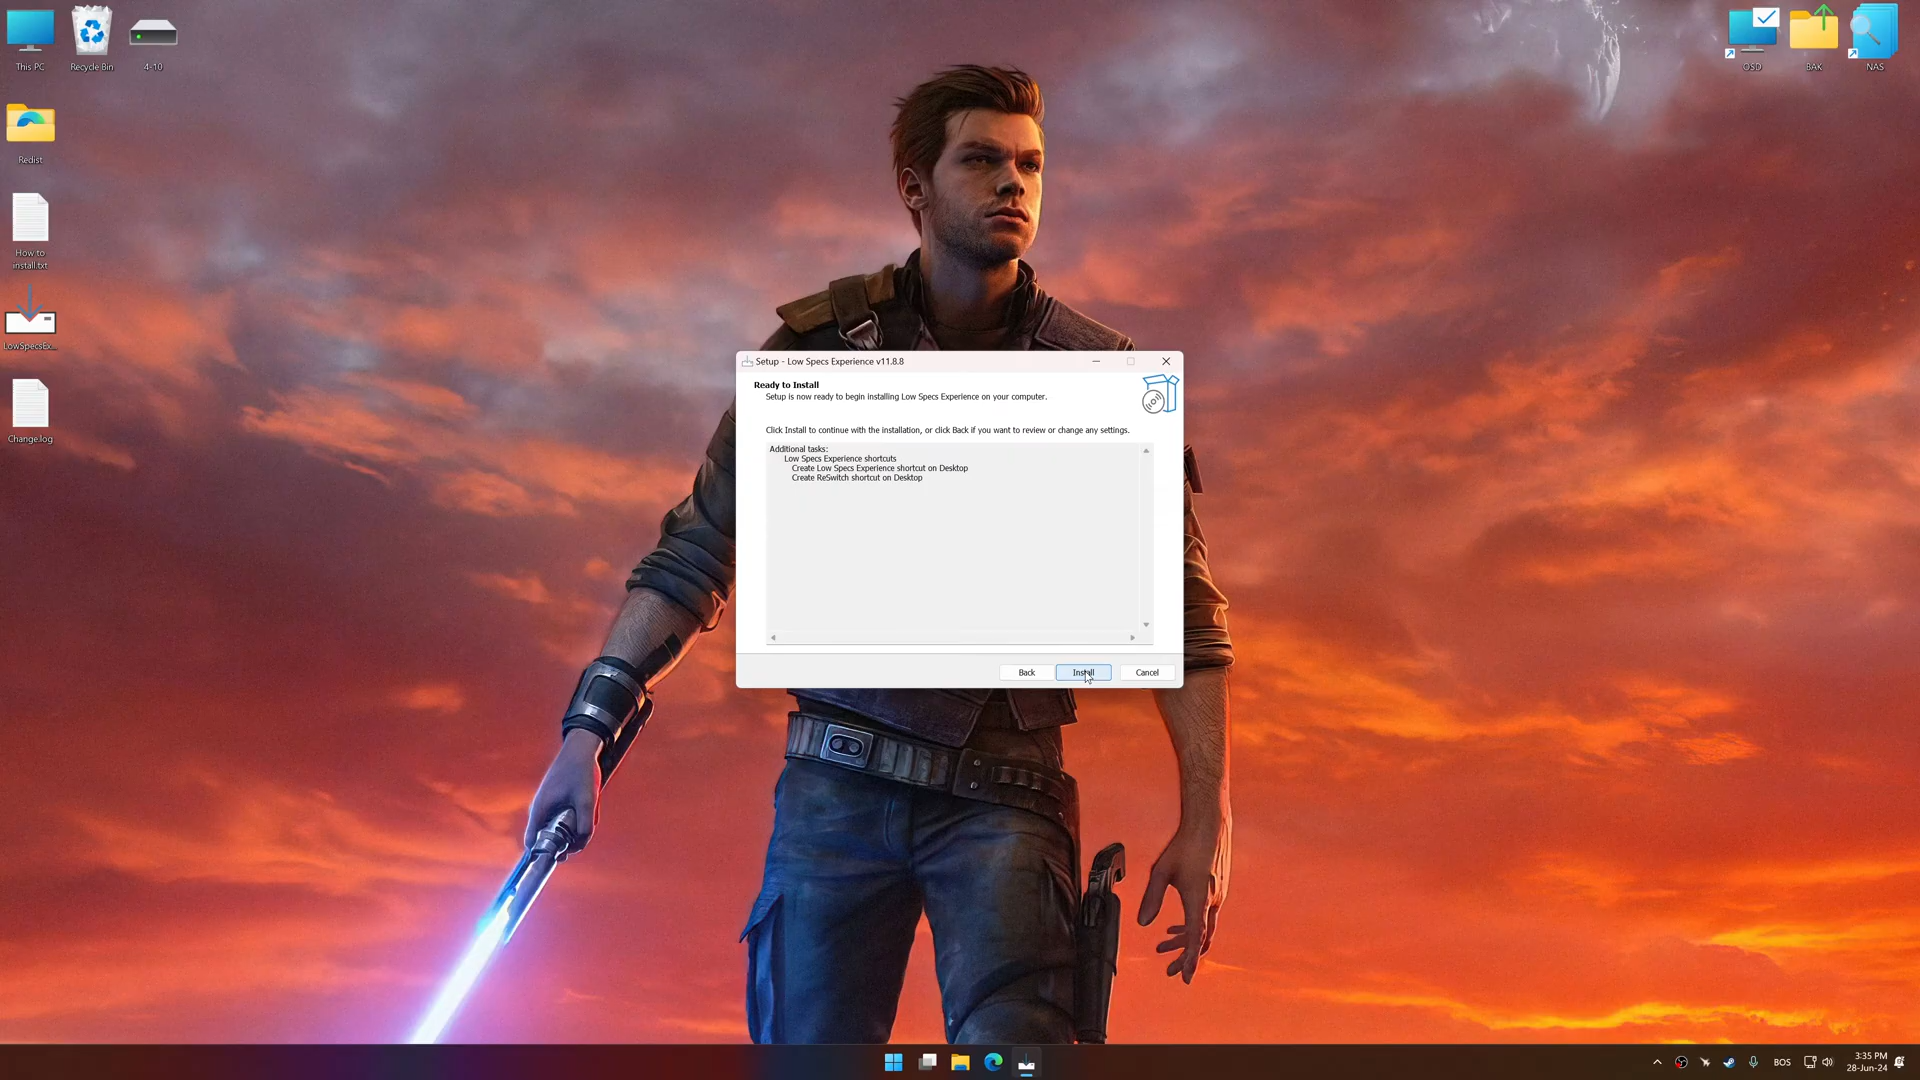 This PC
Recycle Bin
4-10
OSD
BAK
NAS
Redist
How to
install.txt
LowSpecsEx...
Change.log
Setup - Low Specs Experience v11.8.8
Ready to Install
Setup is now ready to begin installing Low Specs Experience on your computer.
Click Install to continue with the installation, or click Back if you want to review or change any settings.
Additional tasks:
Low Specs Experience shortcuts
Create Low Specs Experience shortcut on Desktop
Create ReSwitch shortcut on Desktop
Back
Install
Cancel
BOS
3:35 PM
28-Jun-24